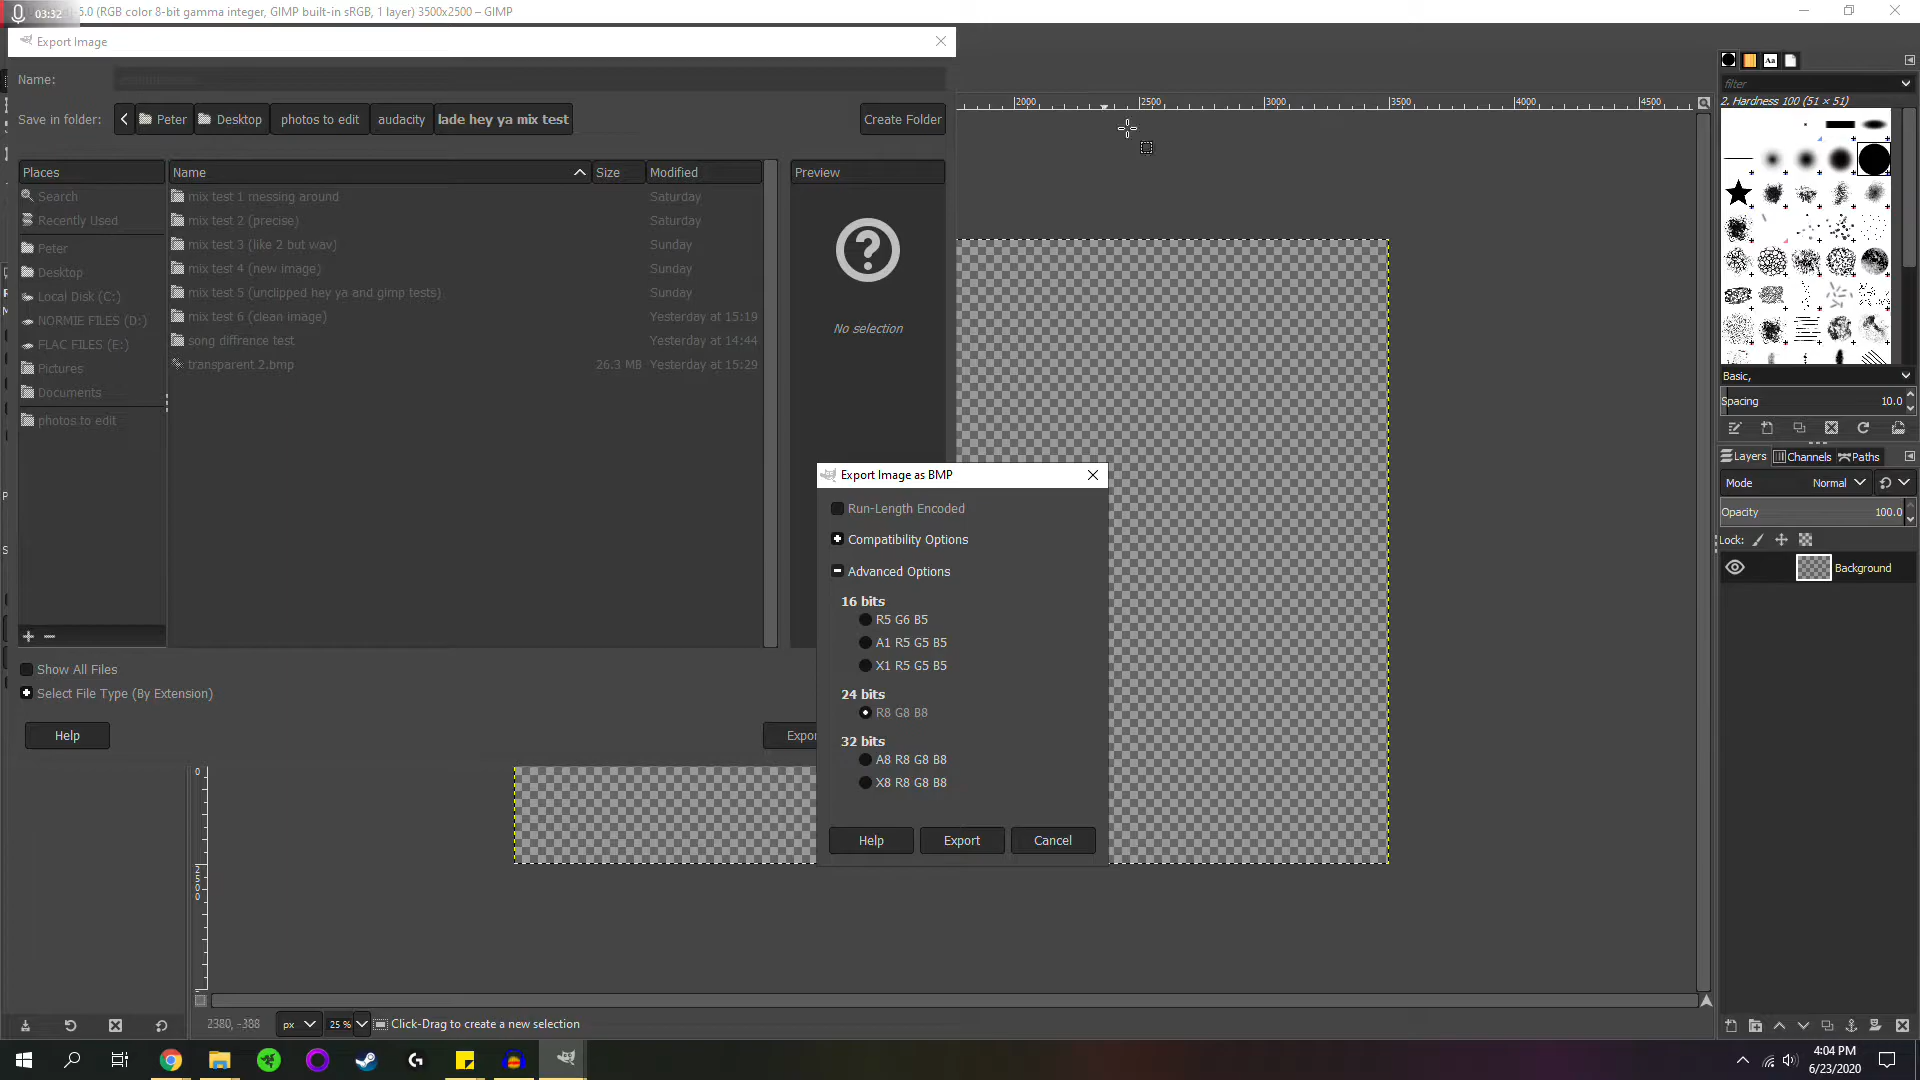 03:32
5.0 (RGB color 8-bit gamma integer, GIMP built-in sRGB, 1 layer) 3500x2500 – GIMP
Export Image
Name:
Save in folder:
Peter
Desktop
photos to edit
audacity
lade hey ya mix test
Create Folder
Places
Name
Size
Modified
Preview
Search
Recently Used
Peter
Desktop
Local Disk (C:)
NORMIE FILES (D:)
FLAC FILES (E:)
Pictures
Documents
photos to edit
mix test 1 messing around
Saturday
mix test 2 (precise)
Saturday
mix test 3 (like 2 but wav)
Sunday
mix test 4 (new image)
Sunday
mix test 5 (unclipped hey ya and gimp tests)
Sunday
mix test 6 (clean image)
Yesterday at 15:19
song diffrence test
Yesterday at 14:44
transparent 2.bmp
26.3 MB
Yesterday at 15:29
No selection
Show All Files
Select File Type (By Extension)
Help
Expor
2000
2500
3000
3500
4000
4500
Export Image as BMP
Run-Length Encoded
Compatibility Options
Advanced Options
16 bits
R5 G6 B5
A1 R5 G5 B5
X1 R5 G5 B5
24 bits
R8 G8 B8
32 bits
A8 R8 G8 B8
X8 R8 G8 B8
Help
Export
Cancel
0
2500
Aa
filter
2. Hardness 100 (51 × 51)
Basic,
Spacing
10.0
Layers
Channels
Paths
Mode
Normal
Opacity
100.0
Lock:
Background
2380, -388
px
25 %
Click-Drag to create a new selection
4:04 PM
6/23/2020